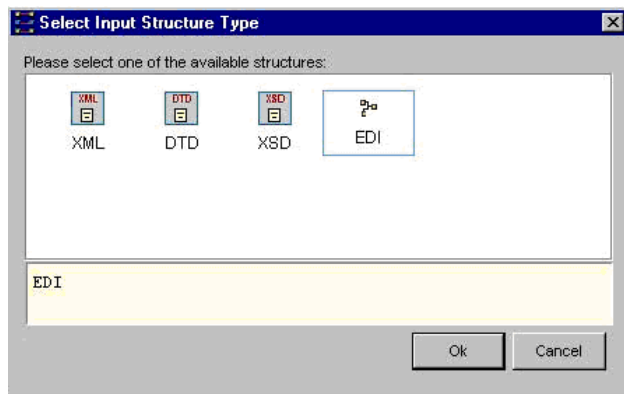 Select Input Structure Type
Please select one of the available structures:
XML DTD XSD
XML DTD XSD EDI
EDI
Ok Cancel